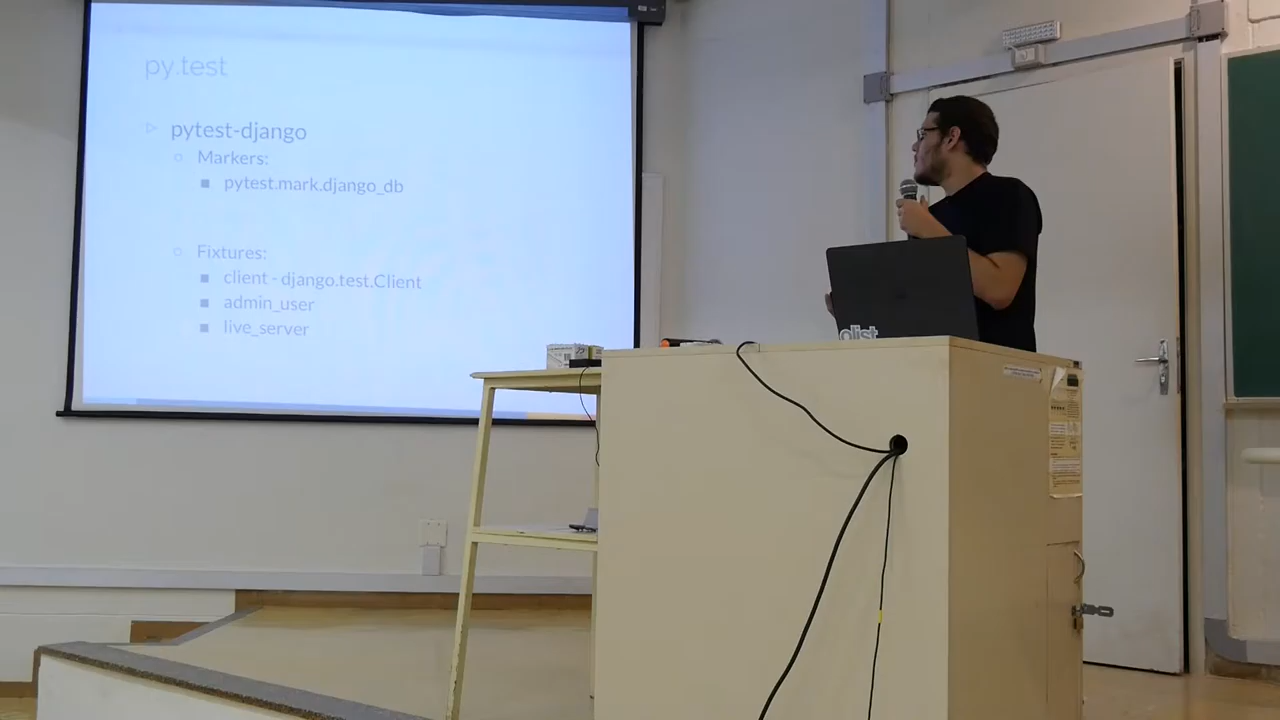 py.test
pytest-django
Markers:
pytest.mark.django_db
Fixtures:
client - django.test.Client
admin_user
live_server
olist